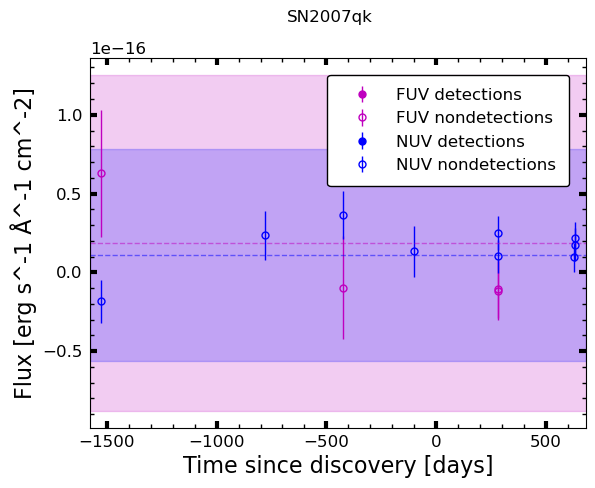 SN2007qk
1e−16
FUV detections
FUV nondetections
NUV detections
NUV nondetections
1.0
0.5
0.0
−0.5
Flux [erg s^-1 Å^-1 cm^-2]
−1500 −1000 −500 0 500
Time since discovery [days]